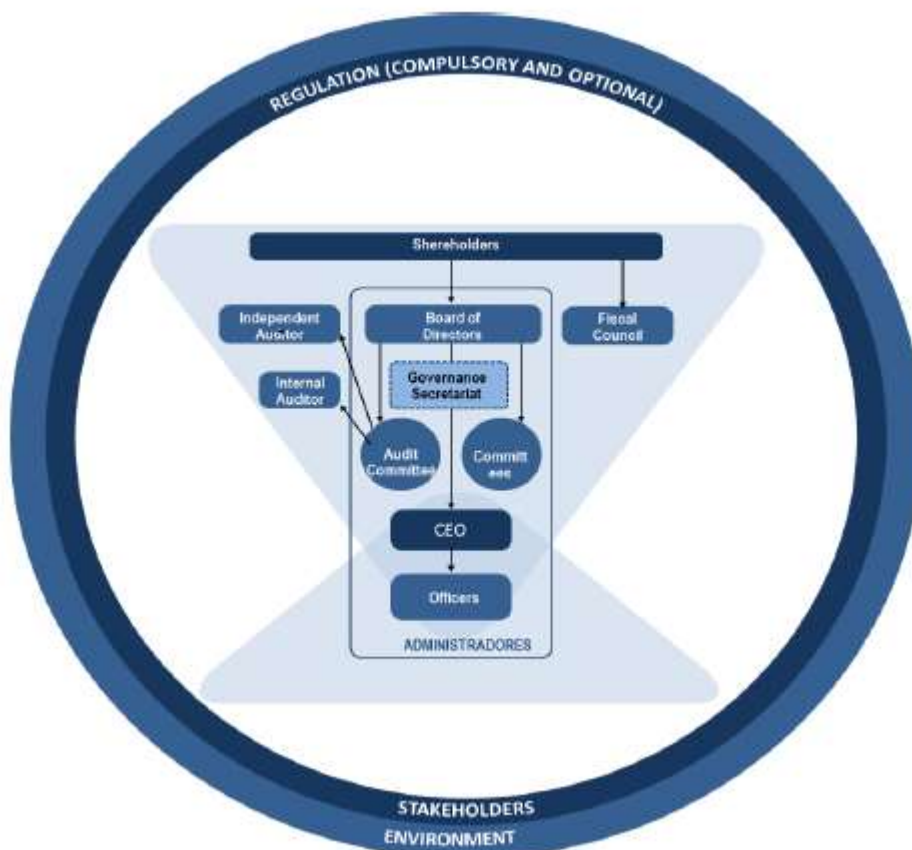 REGULATION (COMPULSORY AND OPTIONAL)
Shereholders
Independent
Auditor
Board of
Directors
Fiscal
Council
Internal
Auditor
Governance
Secretariat
Audit
Committee
Committ
ees
CEO
Officers
ADMINISTRADORES
STAKEHOLDERS
ENVIRONMENT